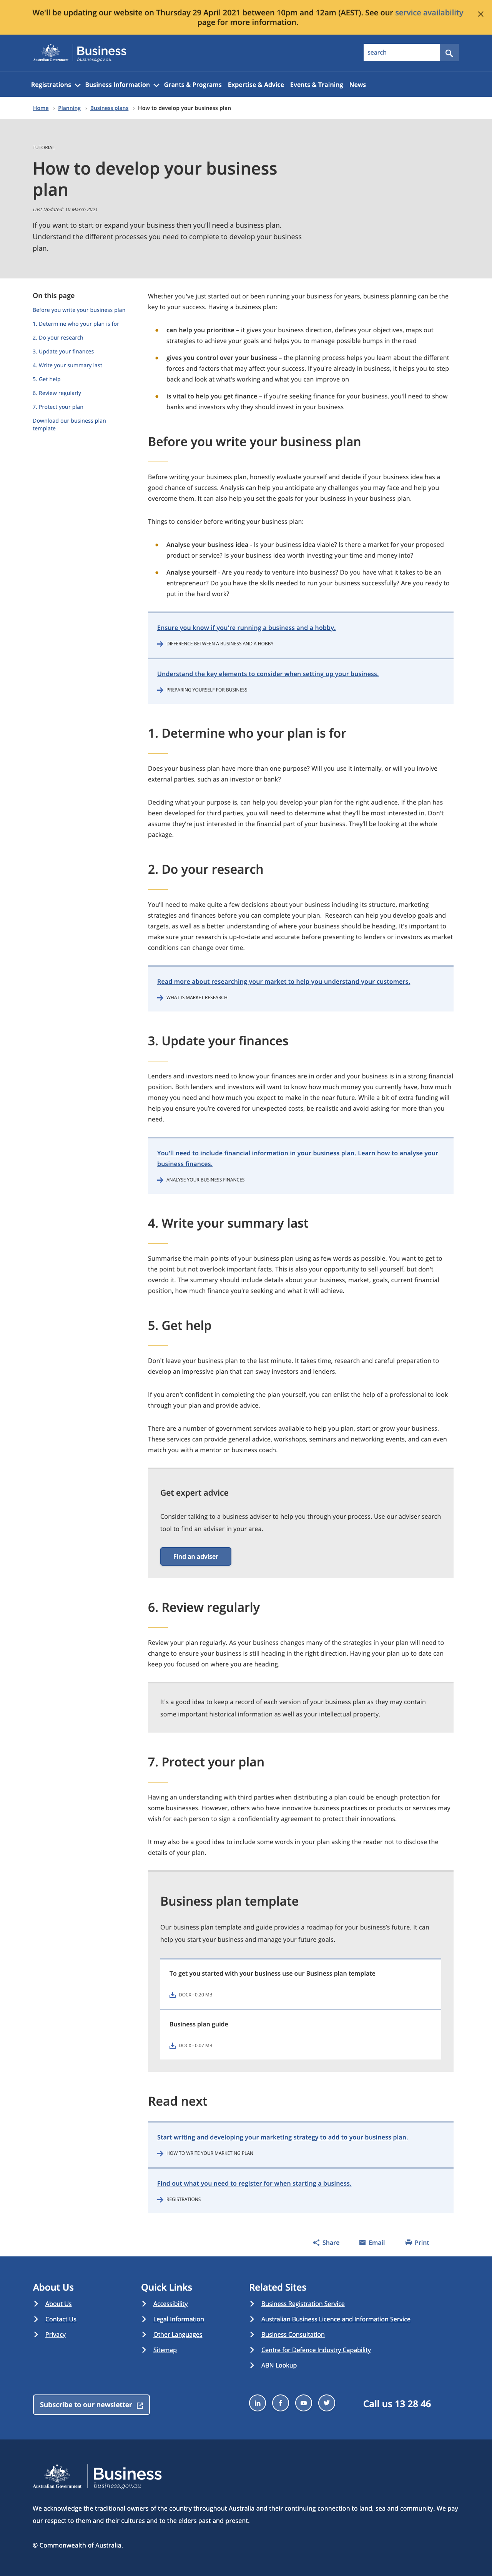 We'll be updating our website on Thursday 29 April 2021 between 10pm and 12am (AEST). See our service availability
page for more information.
Australian Government
Business
business.gov.au
search
Registrations
Business Information
Grants & Programs
Expertise & Advice
Events & Training
News
Home
Planning
Business plans
How to develop your business plan
TUTORIAL
How to develop your business
plan
Last Updated: 10 March 2021
If you want to start or expand your business then you'll need a business plan.
Understand the different processes you need to complete to develop your business
plan.
On this page
Before you write your business plan
1. Determine who your plan is for
2. Do your research
3. Update your finances
4. Write your summary last
5. Get help
6. Review regularly
7. Protect your plan
Download our business plan
template
Whether you've just started out or been running your business for years, business planning can be the
key to your success. Having a business plan:
can help you prioritise – it gives your business direction, defines your objectives, maps out
strategies to achieve your goals and helps you to manage possible bumps in the road
gives you control over your business – the planning process helps you learn about the different
forces and factors that may affect your success. If you're already in business, it helps you to step
back and look at what's working and what you can improve on
is vital to help you get finance – if you're seeking finance for your business, you'll need to show
banks and investors why they should invest in your business
Before you write your business plan
Before writing your business plan, honestly evaluate yourself and decide if your business idea has a
good chance of success. Analysis can help you anticipate any challenges you may face and help you
overcome them. It can also help you set the goals for your business in your business plan.
Things to consider before writing your business plan:
Analyse your business idea - Is your business idea viable? Is there a market for your proposed
product or service? Is your business idea worth investing your time and money into?
Analyse yourself - Are you ready to venture into business? Do you have what it takes to be an
entrepreneur? Do you have the skills needed to run your business successfully? Are you ready to
put in the hard work?
Ensure you know if you're running a business and a hobby.
DIFFERENCE BETWEEN A BUSINESS AND A HOBBY
Understand the key elements to consider when setting up your business.
PREPARING YOURSELF FOR BUSINESS
1. Determine who your plan is for
Does your business plan have more than one purpose? Will you use it internally, or will you involve
external parties, such as an investor or bank?
Deciding what your purpose is, can help you develop your plan for the right audience. If the plan has
been developed for third parties, you will need to determine what they'll be most interested in. Don't
assume they're just interested in the financial part of your business. They'll be looking at the whole
package.
2. Do your research
You'll need to make quite a few decisions about your business including its structure, marketing
strategies and finances before you can complete your plan. Research can help you develop goals and
targets, as well as a better understanding of where your business should be heading. It's important to
make sure your research is up-to-date and accurate before presenting to lenders or investors as market
conditions can change over time.
Read more about researching your market to help you understand your customers.
WHAT IS MARKET RESEARCH
3. Update your finances
Lenders and investors need to know your finances are in order and your business is in a strong financial
position. Both lenders and investors will want to know how much money you currently have, how much
money you need and how much you expect to make in the near future. While a bit of extra funding will
help you ensure you're covered for unexpected costs, be realistic and avoid asking for more than you
need.
You'll need to include financial information in your business plan. Learn how to analyse your
business finances.
ANALYSE YOUR BUSINESS FINANCES
4. Write your summary last
Summarise the main points of your business plan using as few words as possible. You want to get to
the point but not overlook important facts. This is also your opportunity to sell yourself, but don't
overdo it. The summary should include details about your business, market, goals, current financial
position, how much finance you're seeking and what it will achieve.
5. Get help
Don't leave your business plan to the last minute. It takes time, research and careful preparation to
develop an impressive plan that can sway investors and lenders.
If you aren't confident in completing the plan yourself, you can enlist the help of a professional to look
through your plan and provide advice.
There are a number of government services available to help you plan, start or grow your business.
These services can provide general advice, workshops, seminars and networking events, and can even
match you with a mentor or business coach.
Get expert advice
Consider talking to a business adviser to help you through your process. Use our adviser search
tool to find an adviser in your area.
Find an adviser
6. Review regularly
Review your plan regularly. As your business changes many of the strategies in your plan will need to
change to ensure your business is still heading in the right direction. Having your plan up to date can
keep you focused on where you are heading.
It's a good idea to keep a record of each version of your business plan as they may contain
some important historical information as well as your intellectual property.
7. Protect your plan
Having an understanding with third parties when distributing a plan could be enough protection for
some businesses. However, others who have innovative business practices or products or services may
wish for each person to sign a confidentiality agreement to protect their innovations.
It may also be a good idea to include some words in your plan asking the reader not to disclose the
details of your plan.
Business plan template
Our business plan template and guide provides a roadmap for your business's future. It can
help you start your business and manage your future goals.
To get you started with your business use our Business plan template
DOCX · 0.20 MB
Business plan guide
DOCX · 0.07 MB
Read next
Start writing and developing your marketing strategy to add to your business plan.
HOW TO WRITE YOUR MARKETING PLAN
Find out what you need to register for when starting a business.
REGISTRATIONS
Share
Email
Print
About Us
About Us
Contact Us
Privacy
Quick Links
Accessibility
Legal Information
Other Languages
Sitemap
Related Sites
Business Registration Service
Australian Business Licence and Information Service
Business Consultation
Centre for Defence Industry Capability
ABN Lookup
Subscribe to our newsletter
Call us 13 28 46
Australian Government
Business
business.gov.au
We acknowledge the traditional owners of the country throughout Australia and their continuing connection to land, sea and community. We pay
our respect to them and their cultures and to the elders past and present.
© Commonwealth of Australia.